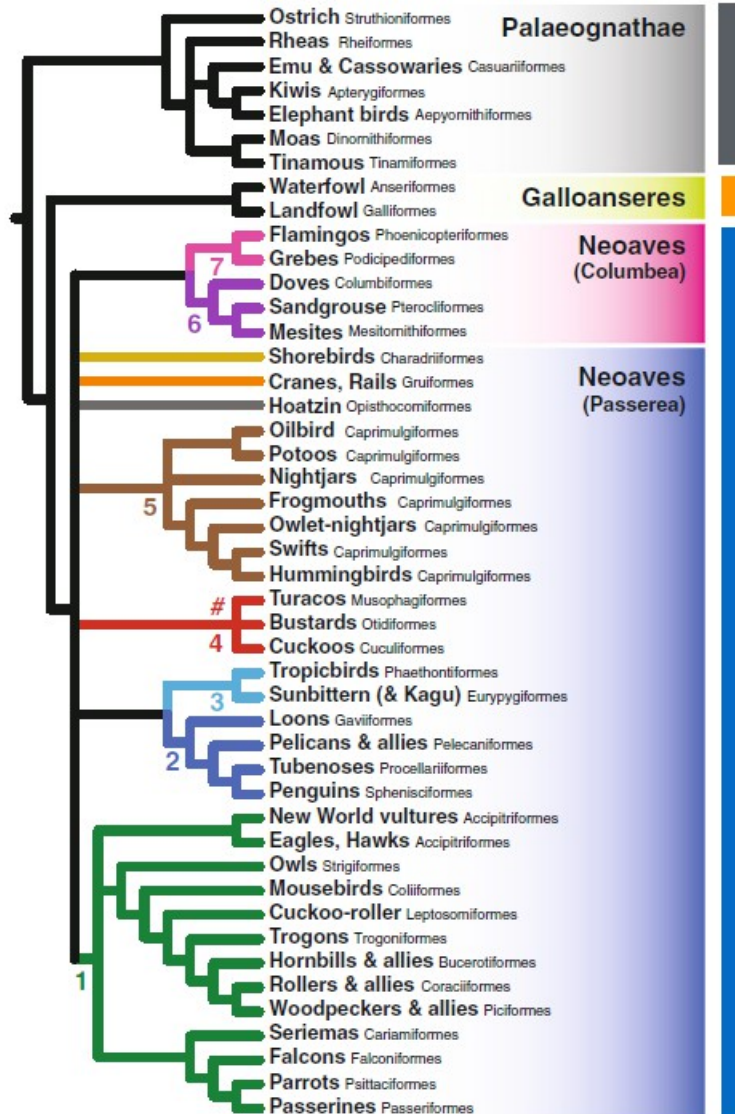 Ostrich Struthioniformes
Palaeognathae
Rheas Rheiformes
Emu & Cassowaries Casuariiformes
Kiwis Apterygiformes
Elephant birds Aepyornithiformes
Moas Dinornithiformes
Tinamous Tinamiformes
Waterfowl Anseriformes
Galloanseres
Landfowl Galliformes
Flamingos Phoenicopteriformes
Neoaves
(Columbea)
7
Grebes Podicipediformes
Doves Columbiformes
6
Sandgrouse Pterocliformes
Mesites Mesitornithiformes
Shorebirds Charadriiformes
Neoaves
(Passerea)
Cranes, Rails Gruiformes
Hoatzin Opisthocomiformes
Oilbird Caprimulgiformes
Potoos Caprimulgiformes
Nightjars Caprimulgiformes
5
Frogmouths Caprimulgiformes
Owlet-nightjars Caprimulgiformes
Swifts Caprimulgiformes
Hummingbirds Caprimulgiformes
# Turacos Musophagiformes
Bustards Otidiformes
4 Cuckoos Cuculiformes
Tropicbirds Phaethontiformes
3 Sunbittern (& Kagu) Eurypygiformes
Loons Gaviiformes
Pelicans & allies Pelecaniformes
2
Tubenoses Procellariiformes
Penguins Sphenisciformes
New World vultures Accipitriformes
Eagles, Hawks Accipitriformes
Owls Strigiformes
Mousebirds Coliiformes
Cuckoo-roller Leptosomiformes
Trogons Trogoniformes
Hornbills & allies Bucerotiformes
1
Rollers & allies Coraciiformes
Woodpeckers & allies Piciformes
Seriemas Cariamiformes
Falcons Falconiformes
Parrots Psittaciformes
Passerines Passeriformes